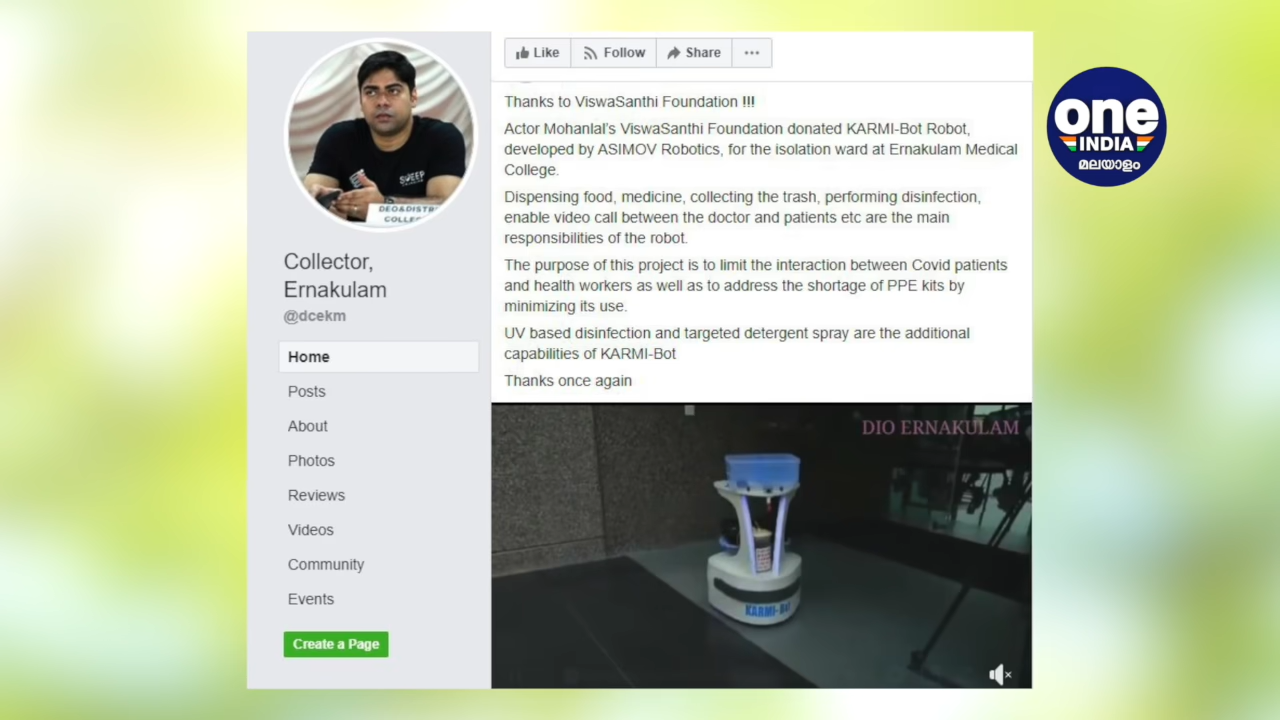 SWEEP
DEO&DISTR
COLLE
Collector,
Ernakulam
@dcekm
Home
Posts
About
Photos
Reviews
Videos
Community
Events
Create a Page
Like
Follow
Share
Thanks to ViswaSanthi Foundation !!!
Actor Mohanlal's ViswaSanthi Foundation donated KARMI-Bot Robot,
developed by ASIMOV Robotics, for the isolation ward at Ernakulam Medical
College.
Dispensing food, medicine, collecting the trash, performing disinfection,
enable video call between the doctor and patients etc are the main
responsibilities of the robot.
The purpose of this project is to limit the interaction between Covid patients
and health workers as well as to address the shortage of PPE kits by
minimizing its use.
UV based disinfection and targeted detergent spray are the additional
capabilities of KARMI-Bot
Thanks once again
DIO ERNAKULAM
KARMI-Bot
one
INDIA
മലയാളം